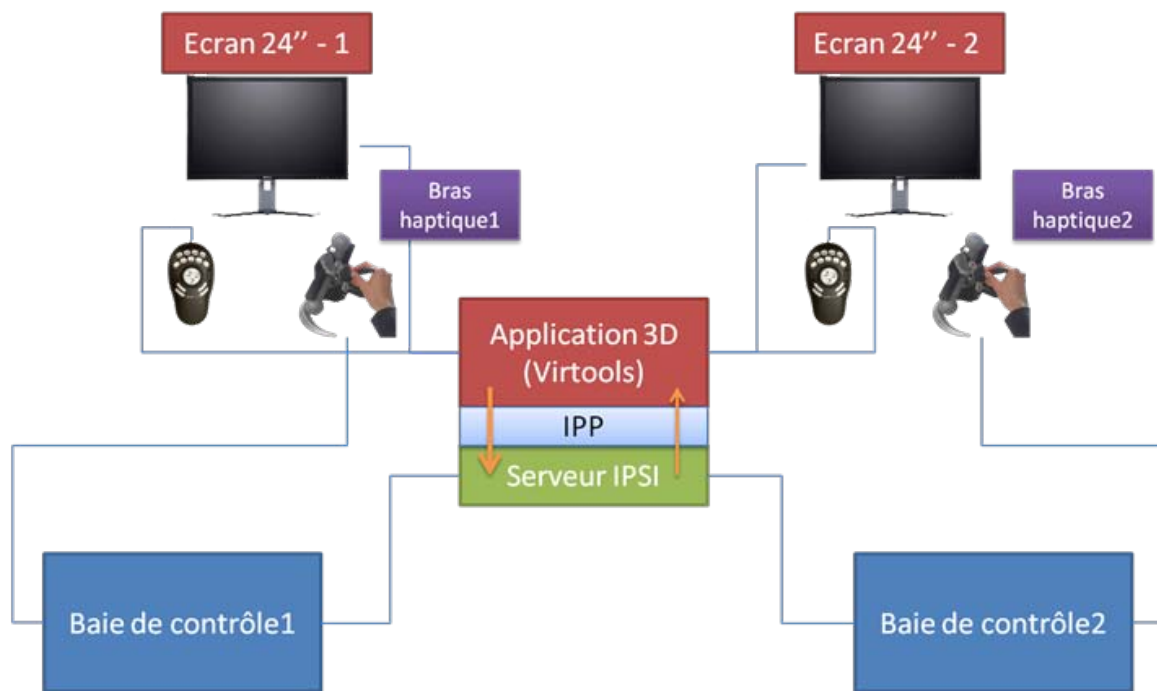 Ecran 24’’ - 1
Ecran 24’’ - 2
Bras
haptique1
Bras
haptique2
Application 3D
(Virtools)
IPP
Serveur IPSI
Baie de contrôle1
Baie de contrôle2